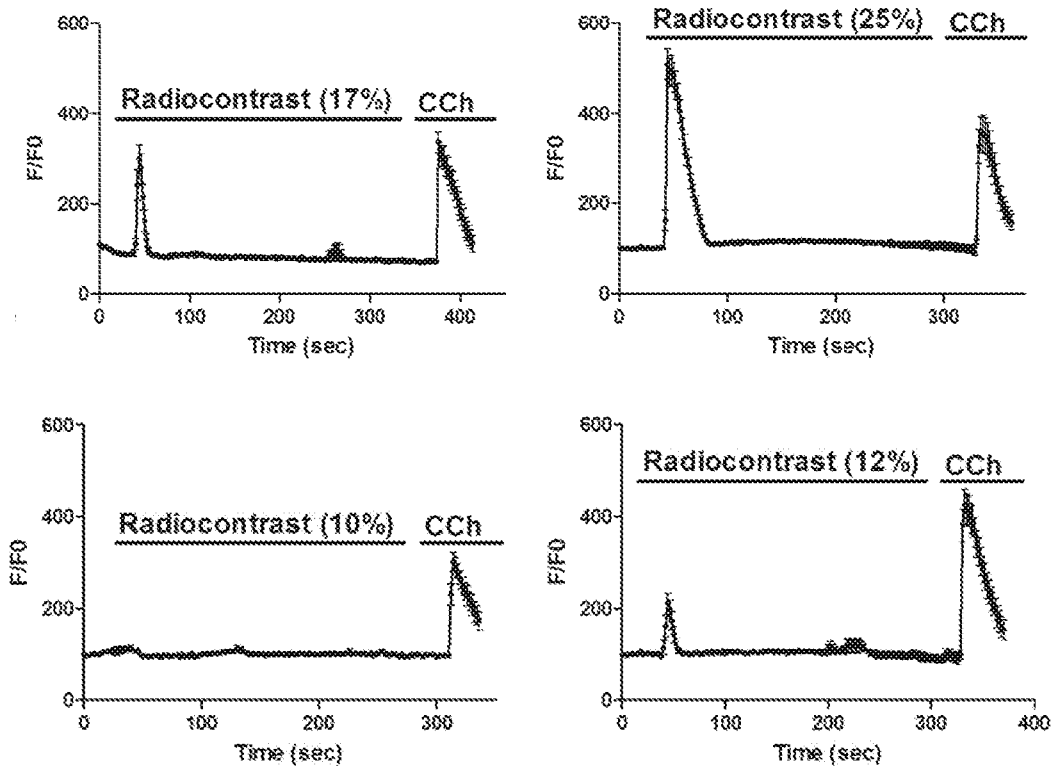 600
400
200
0
F/F0
Radiocontrast (17%)
CCh
0 100 200 300 400
Time (sec)
600
400
200
0
F/F0
Radiocontrast (25%)
CCh
0 100 200 300
Time (sec)
600
400
200
0
F/F0
Radiocontrast (10%)
CCh
0 100 200 300
Time (sec)
600
400
200
0
F/F0
Radiocontrast (12%)
CCh
0 100 200 300 400
Time (sec)